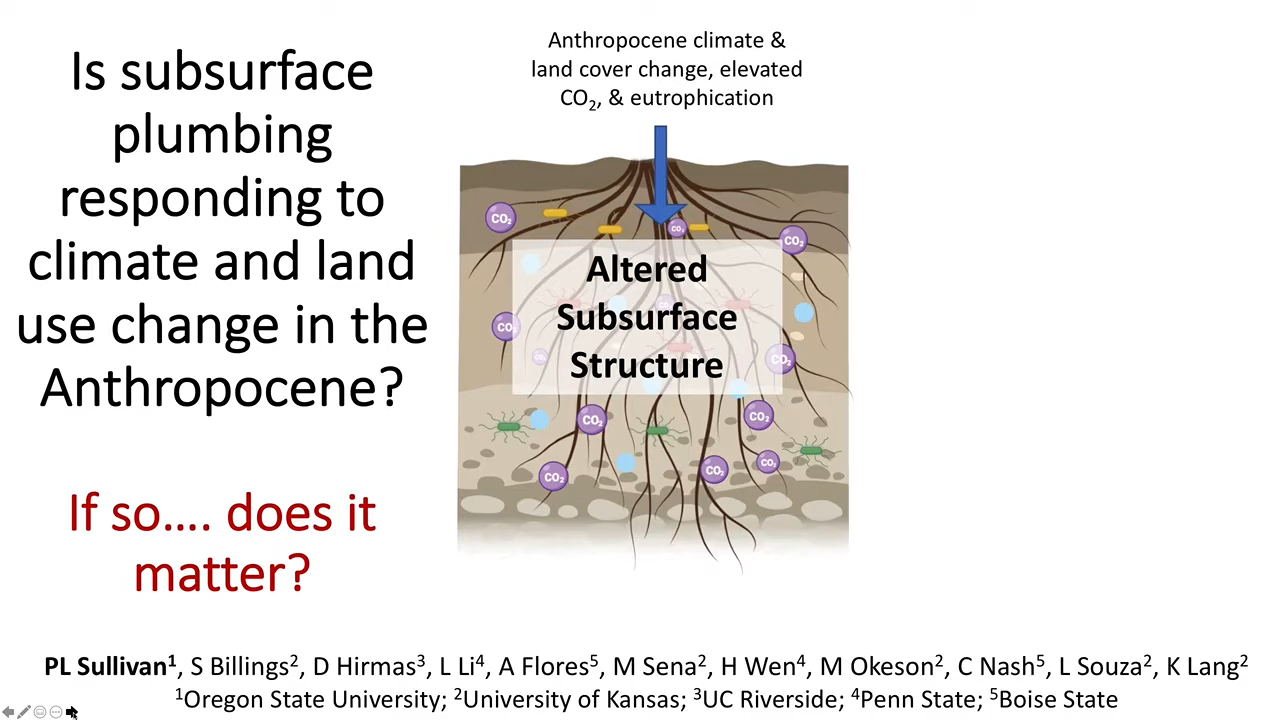 Is subsurface
plumbing
responding to
climate and land
use change in the
Anthropocene?
If so.... does it
matter?
Anthropocene climate &
land cover change, elevated
CO₂, & eutrophication
CO₂
CO₂
CO₂
CO₂
CO₂
CO₂
CO₂
Altered
Subsurface
Structure
CO₂
CO₂
CO₂
CO₂
CO₂
PL Sullivan¹, S Billings², D Hirmas³, L Li⁴, A Flores⁵, M Sena², H Wen⁴, M Okeson², C Nash⁵, L Souza², K Lang²
¹Oregon State University; ²University of Kansas; ³UC Riverside; ⁴Penn State; ⁵Boise State